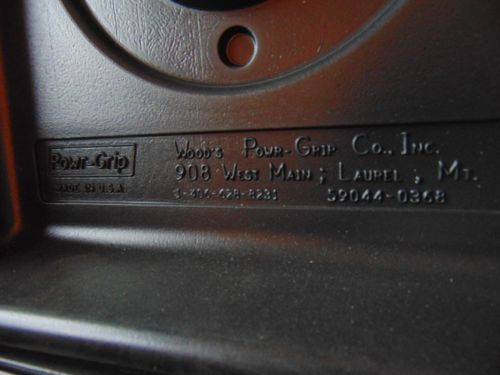 Powr-Grip
MADE IN U.S.A.
WOOD'S POWR-GRIP CO., INC.
908 WEST MAIN ; LAUREL , MT.
1-406-628-8231 59044-0368